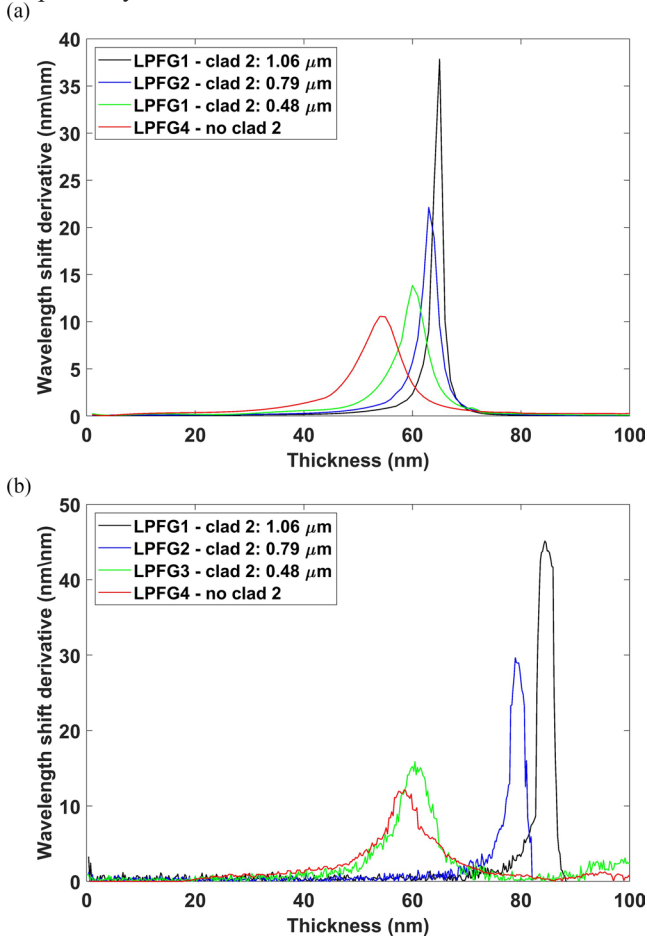 (a)
40
35
30
25
20
15
10
5
0
Wavelength shift derivative (nm\nm)
LPFG1 - clad 2: 1.06 μm
LPFG2 - clad 2: 0.79 μm
LPFG1 - clad 2: 0.48 μm
LPFG4 - no clad 2
0 20 40 60 80 100
Thickness (nm)
(b)
50
40
30
20
10
0
Wavelength shift derivative (nm\nm)
LPFG1 - clad 2: 1.06 μm
LPFG2 - clad 2: 0.79 μm
LPFG3 - clad 2: 0.48 μm
LPFG4 - no clad 2
0 20 40 60 80 100
Thickness (nm)